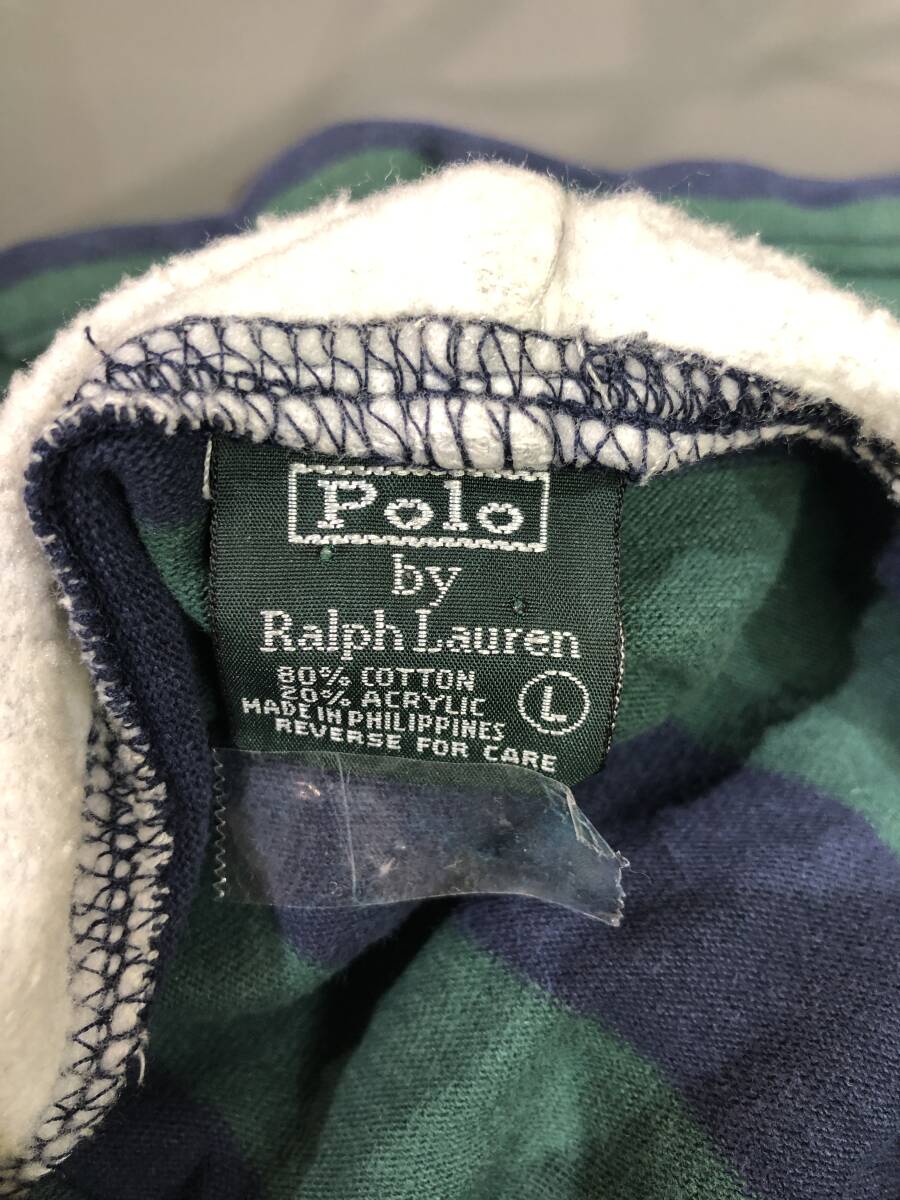 Polo
by
Ralph Lauren
80% COTTON
20% ACRYLIC
MADE IN PHILIPPINES
REVERSE FOR CARE
L